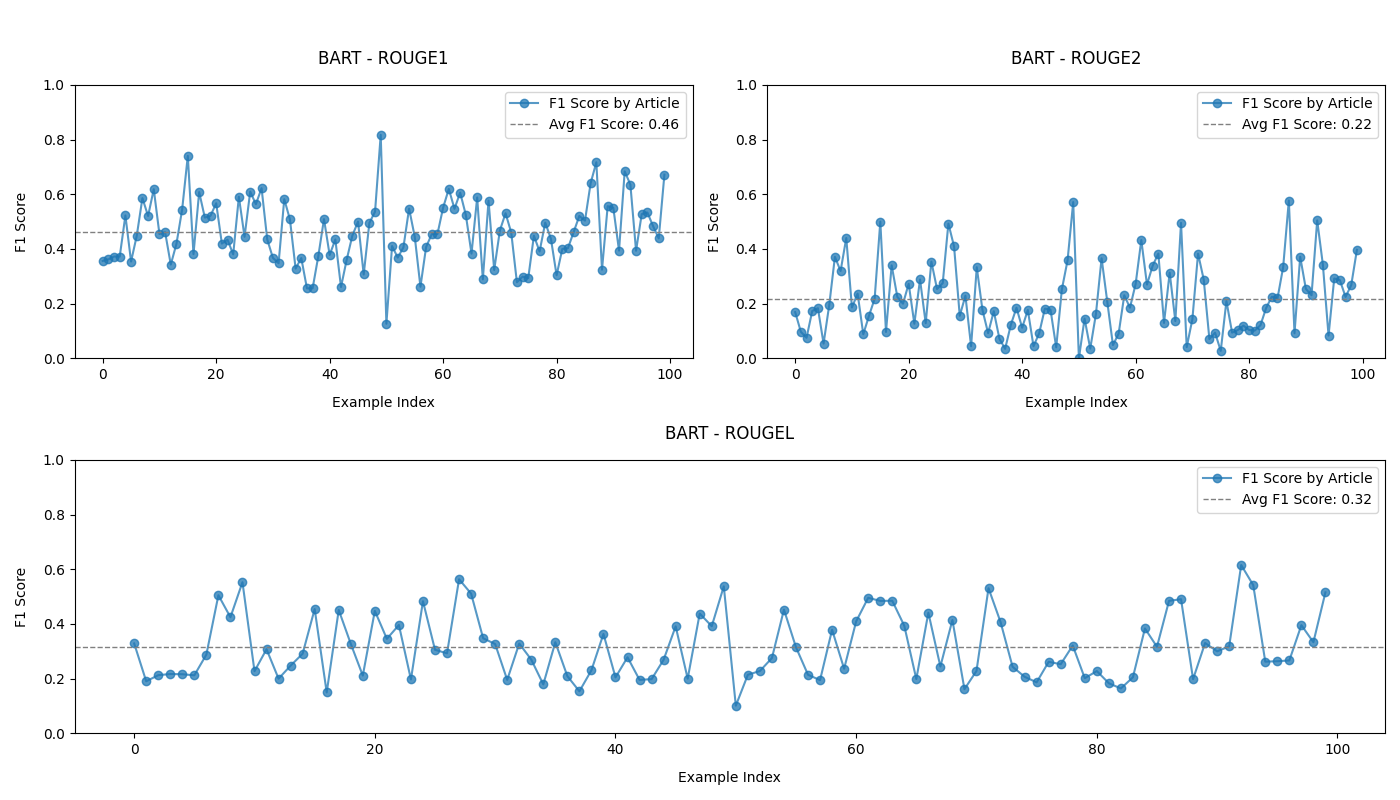 BART - ROUGE1
F1 Score by Article
Avg F1 Score: 0.46
1.0
0.8
0.6
0.4
0.2
0.0
F1 Score
0 20 40 60 80 100
Example Index
BART - ROUGE2
F1 Score by Article
Avg F1 Score: 0.22
1.0
0.8
0.6
0.4
0.2
0.0
F1 Score
0 20 40 60 80 100
Example Index
BART - ROUGEL
F1 Score by Article
Avg F1 Score: 0.32
1.0
0.8
0.6
0.4
0.2
0.0
F1 Score
0 20 40 60 80 100
Example Index